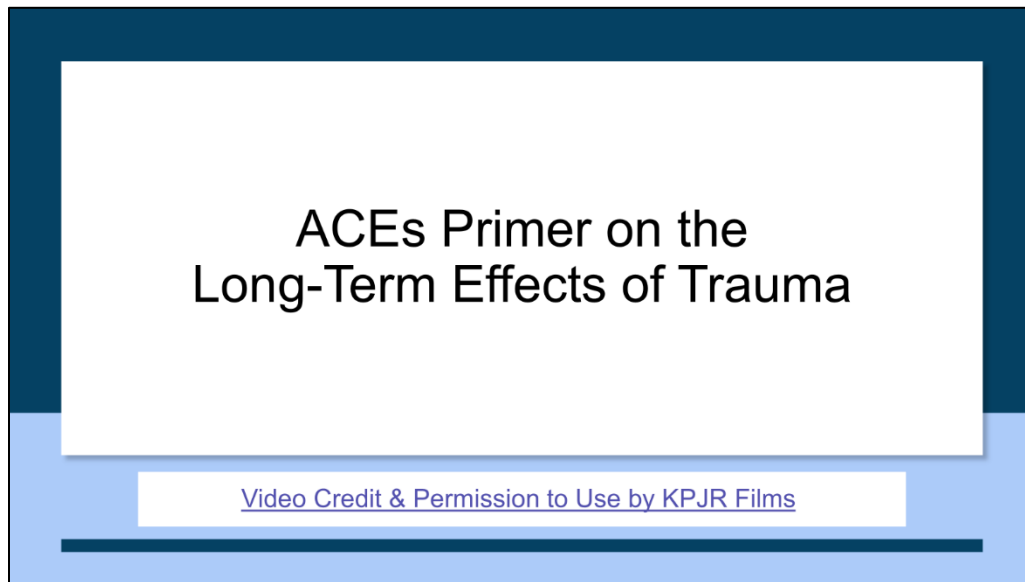 ACEs Primer on the
Long-Term Effects of Trauma
Video Credit & Permission to Use by KPJR Films